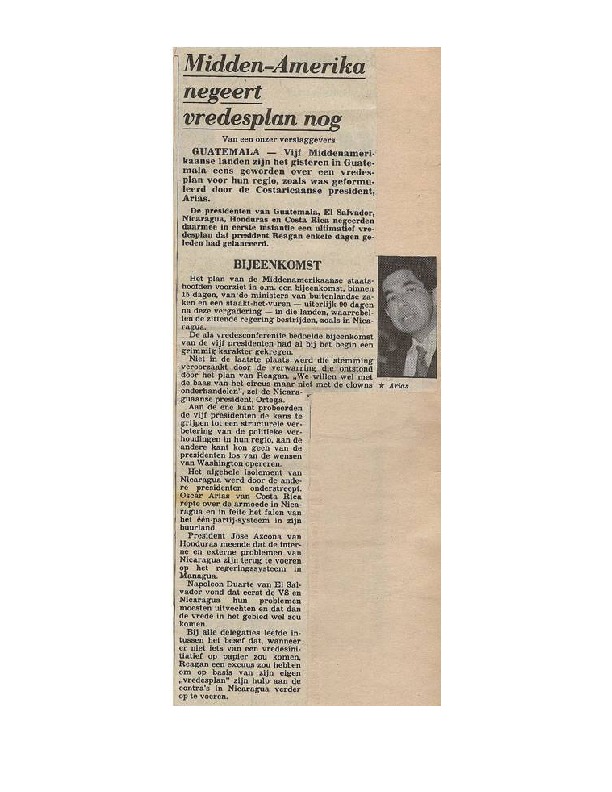 Midden-Amerika
negeert
vredesplan nog
Van een onzer verslaggevers
GUATEMALA — Vijf Middenameri-
kaanse landen zijn het gisteren in Guate-
mala eens geworden over een vredes-
plan voor hun regio, zoals was geformu-
leerd door de Costaricaanse president,
Arias.
De presidenten van Guatemala, El Salvador,
Nicaragua, Honduras en Costa Rica negeerden
daarmee in eerste instantie een ultimatief vre-
desplan dat president Reagan enkele dagen ge-
leden had gelanceerd.
BIJEENKOMST
Het plan van de Middenamerikaanse staats-
hoofden voorziet in o.m. een bijeenkomst, binnen
15 dagen, van de ministers van buitenlandse za-
ken en een staakt-het-vuren — uiterlijk 90 dagen
na deze vergadering — in die landen, waar rebel-
len de zittende regering bestrijden, zoals in Nica-
ragua.
De als vredesconferentie bedoelde bijeenkomst
van de vijf presidenten had al bij het begin een
grimmig karakter gekregen.
Niet in de laatste plaats werd die stemming
veroorzaakt door de verwarring die ontstond
door het plan van Reagan. „We willen wel met
de baas van het circus maar niet met de clowns
onderhandelen", zei de Nicara-
guaanse president, Ortega.
★ Arias
Aan de ene kant probeerden
de vijf presidenten de kans te
grijpen tot een structurele ver-
betering van de politieke ver-
houdingen in hun regio, aan de
andere kant kon geen van de
presidenten los van de wensen
van Washington opereren.
Het algehele isolement van
Nicaragua werd door de ande-
re presidenten onderstreept.
Oscar Arias van Costa Rica
repte over de armoede in Nica-
ragua en in feite het falen van
het één-partij-systeem in zijn
buurland.
President Jose Azcona van
Honduras meende dat de inter-
ne en externe problemen van
Nicaragua zijn terug te voeren
op het regeringssysteem in
Managua.
Napoleon Duarte van El Sal-
vador vond dat eerst de VS en
Nicaragua hun problemen
moesten uitvechten en dat dan
de vrede in het gebied wel zou
komen.
Bij alle delegaties leefde in-
tussen het besef dat, wanneer
er niet iets van een vredesini-
tiatief op papier zou komen,
Reagan een excuus zou hebben
om op basis van zijn eigen
„vredesplan" zijn hulp aan de
contra's in Nicaragua verder
op te voeren.